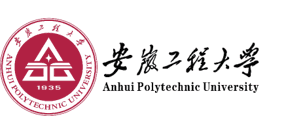 安徽工程大学
ANHUI POLYTECHNIC UNIVERSITY
1935
安徽工程大學
Anhui Polytechnic University